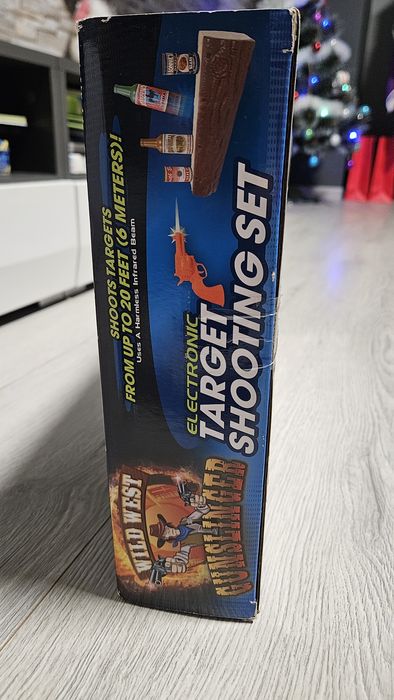 WILD WEST
GUNSLINGER
ELECTRONIC
TARGET
SHOOTING SET
SHOOTS TARGETS
FROM UP TO 20 FEET (6 METERS)!
Uses A Harmless Infrared Beam